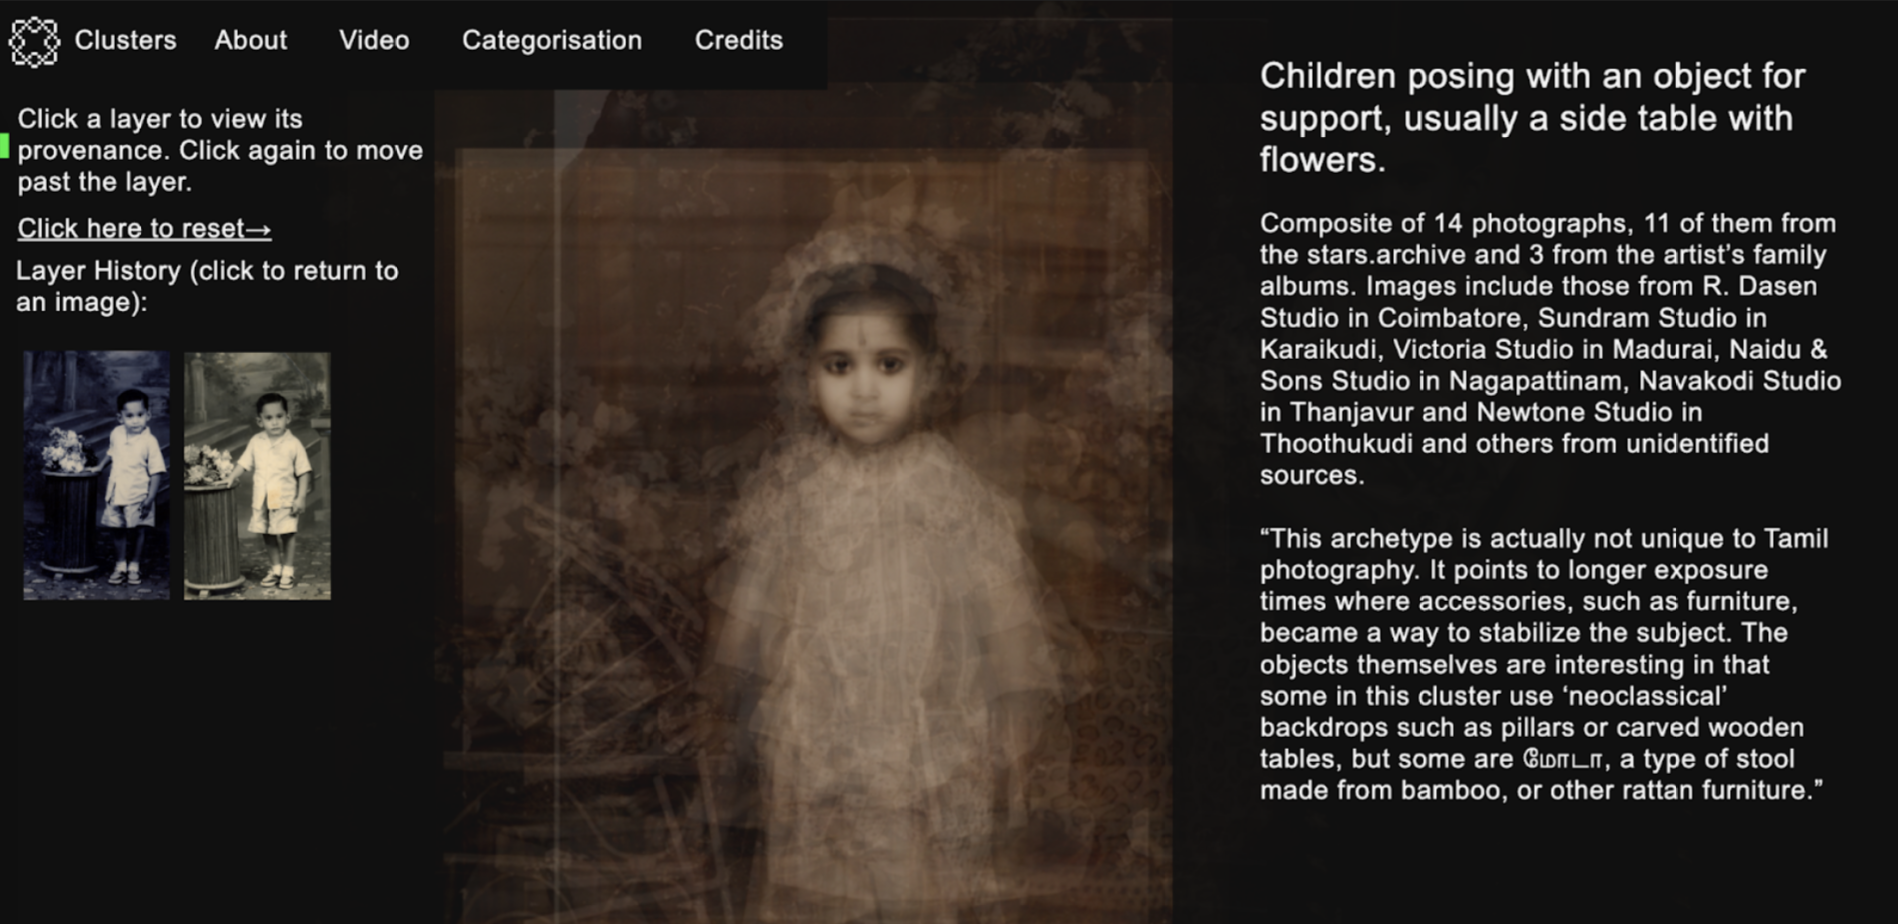 Clusters About Video Categorisation Credits
Click a layer to view its
provenance. Click again to move
past the layer.
Click here to reset→
Layer History (click to return to
an image):
Children posing with an object for
support, usually a side table with
flowers.
Composite of 14 photographs, 11 of them from
the stars.archive and 3 from the artist’s family
albums. Images include those from R. Dasen
Studio in Coimbatore, Sundram Studio in
Karaikudi, Victoria Studio in Madurai, Naidu &
Sons Studio in Nagapattinam, Navakodi Studio
in Thanjavur and Newtone Studio in
Thoothukudi and others from unidentified
sources.
“This archetype is actually not unique to Tamil
photography. It points to longer exposure
times where accessories, such as furniture,
became a way to stabilize the subject. The
objects themselves are interesting in that
some in this cluster use ‘neoclassical’
backdrops such as pillars or carved wooden
tables, but some are மோடா, a type of stool
made from bamboo, or other rattan furniture.”